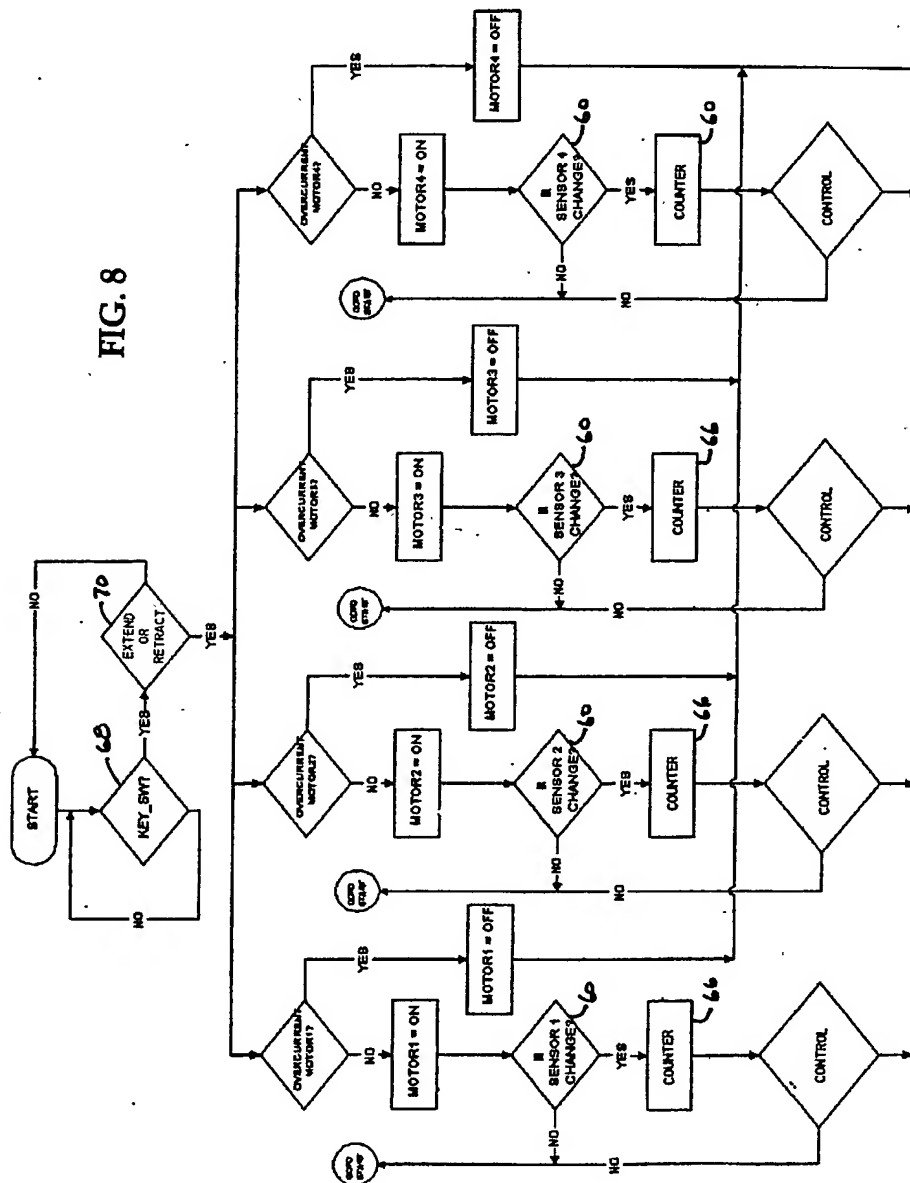 FIG. 8
START
KEY_SW?
68
NO
YES
EXTEND
OR
RETRACT
70
NO
YES
OVERCURRENT
MOTOR1?
YES
NO
MOTOR1 = ON
MOTOR1 = OFF
IR
SENSOR 1
CHANGE?
60
NO
YES
COUNTER
66
CONTROL
NO
OVERCURRENT
MOTOR2?
YES
NO
MOTOR2 = ON
MOTOR2 = OFF
IR
SENSOR 2
CHANGE?
60
NO
YES
COUNTER
66
CONTROL
NO
OVERCURRENT
MOTOR3?
YES
NO
MOTOR3 = ON
MOTOR3 = OFF
IR
SENSOR 3
CHANGE?
60
NO
YES
COUNTER
66
CONTROL
NO
OVERCURRENT
MOTOR4?
YES
NO
MOTOR4 = ON
MOTOR4 = OFF
IR
SENSOR 4
CHANGE?
60
NO
YES
COUNTER
60
CONTROL
NO